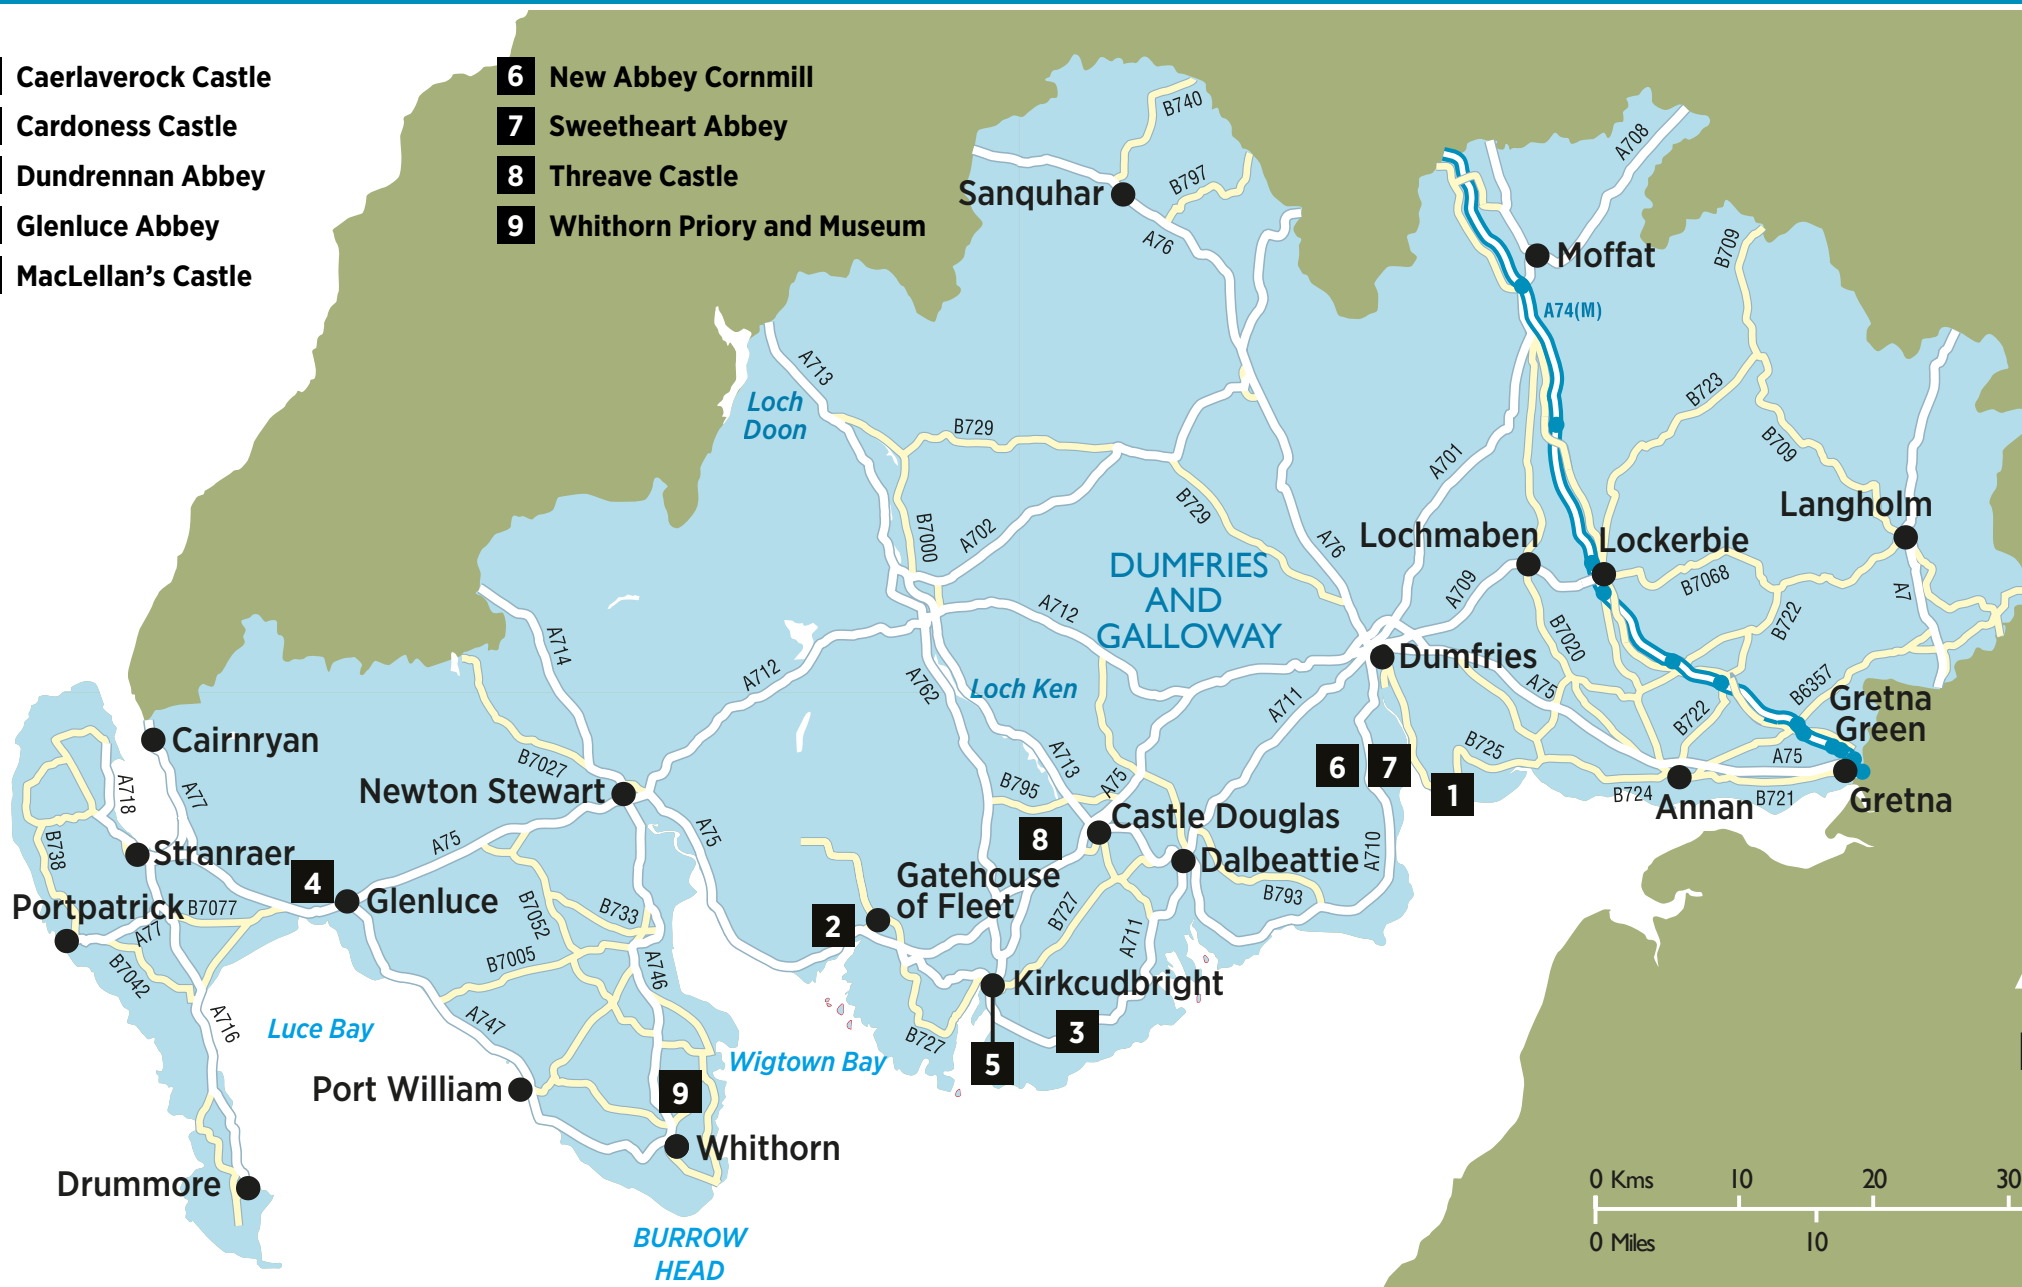 Caerlaverock Castle
Cardoness Castle
Dundrennan Abbey
Glenluce Abbey
MacLellan's Castle
6 New Abbey Cornmill
7 Sweetheart Abbey
8 Threave Castle
9 Whithorn Priory and Museum
B740
A708
B797
Sanquhar
A76
B709
Moffat
A74(M)
A713
Loch
Doon
B723
B729
B709
A701
B729
Langholm
B7000
A702
A76
Lochmaben
Lockerbie
DUMFRIES
AND
GALLOWAY
B7068
A709
A7
A712
B722
B7020
A714
Dumfries
A712
A762
Loch Ken
A75
B6357
A711
Gretna
Green
B722
Cairnryan
B725
A75
B7027
A713
6
7
1
A718
A77
Newton Stewart
B795
A75
B724
B721
Annan
Gretna
Castle Douglas
A75
A75
8
B738
Stranraer
A710
Dalbeattie
4
Gatehouse
of Fleet
Glenluce
B793
Portpatrick
B7077
B7052
B733
2
B727
A77
A711
B7005
B7042
A746
Kirkcudbright
A716
Luce Bay
A747
3
B727
Wigtown Bay
5
Port William
9
Whithorn
Drummore
0 Kms 10 20 30
BURROW
HEAD
0 Miles 10